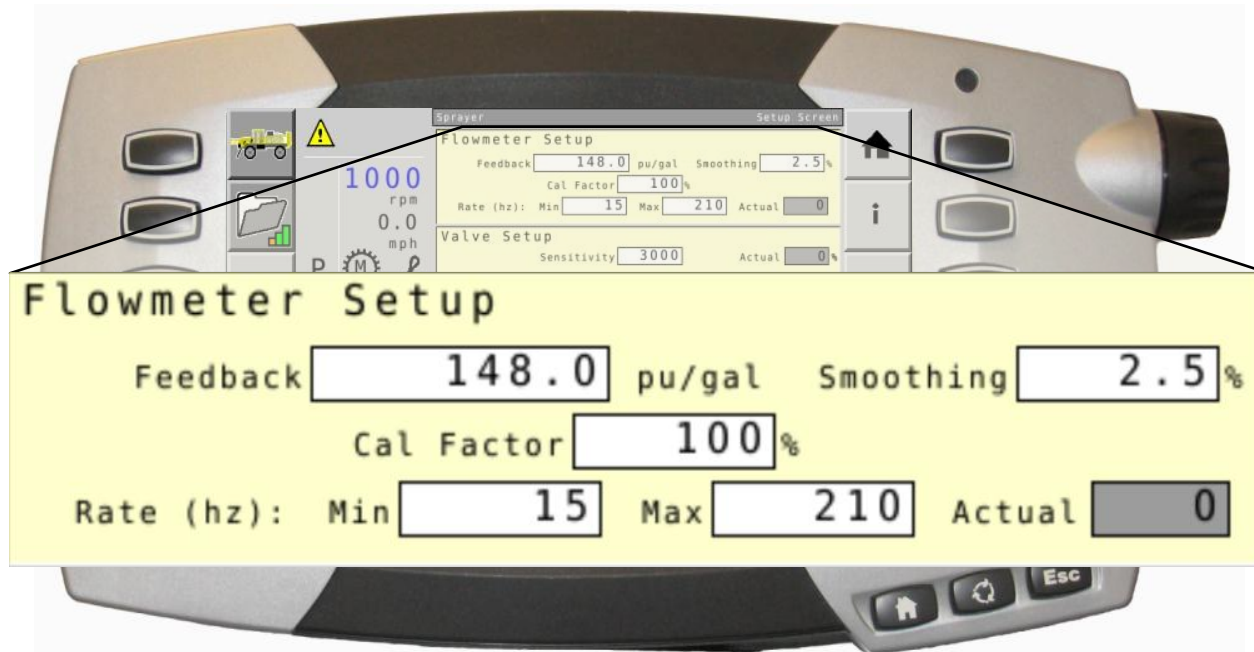 Sprayer Setup Screen
Flowmeter Setup
Feedback 148.0 pu/gal Smoothing 2.5%
Cal Factor 100%
Rate (hz): Min 15 Max 210 Actual 0
Valve Setup
Sensitivity 3000 Actual 0%
1000
rpm
0.0
mph
P M
i
Flowmeter Setup
Feedback 148.0 pu/gal Smoothing 2.5%
Cal Factor 100%
Rate (hz): Min 15 Max 210 Actual 0
Esc